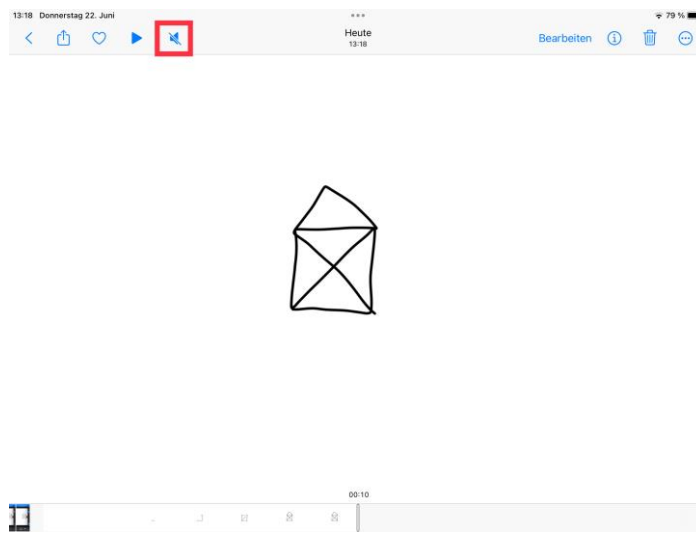 13:18 Donnerstag 22. Juni
79 %
Heute
13:18
Bearbeiten
00:10